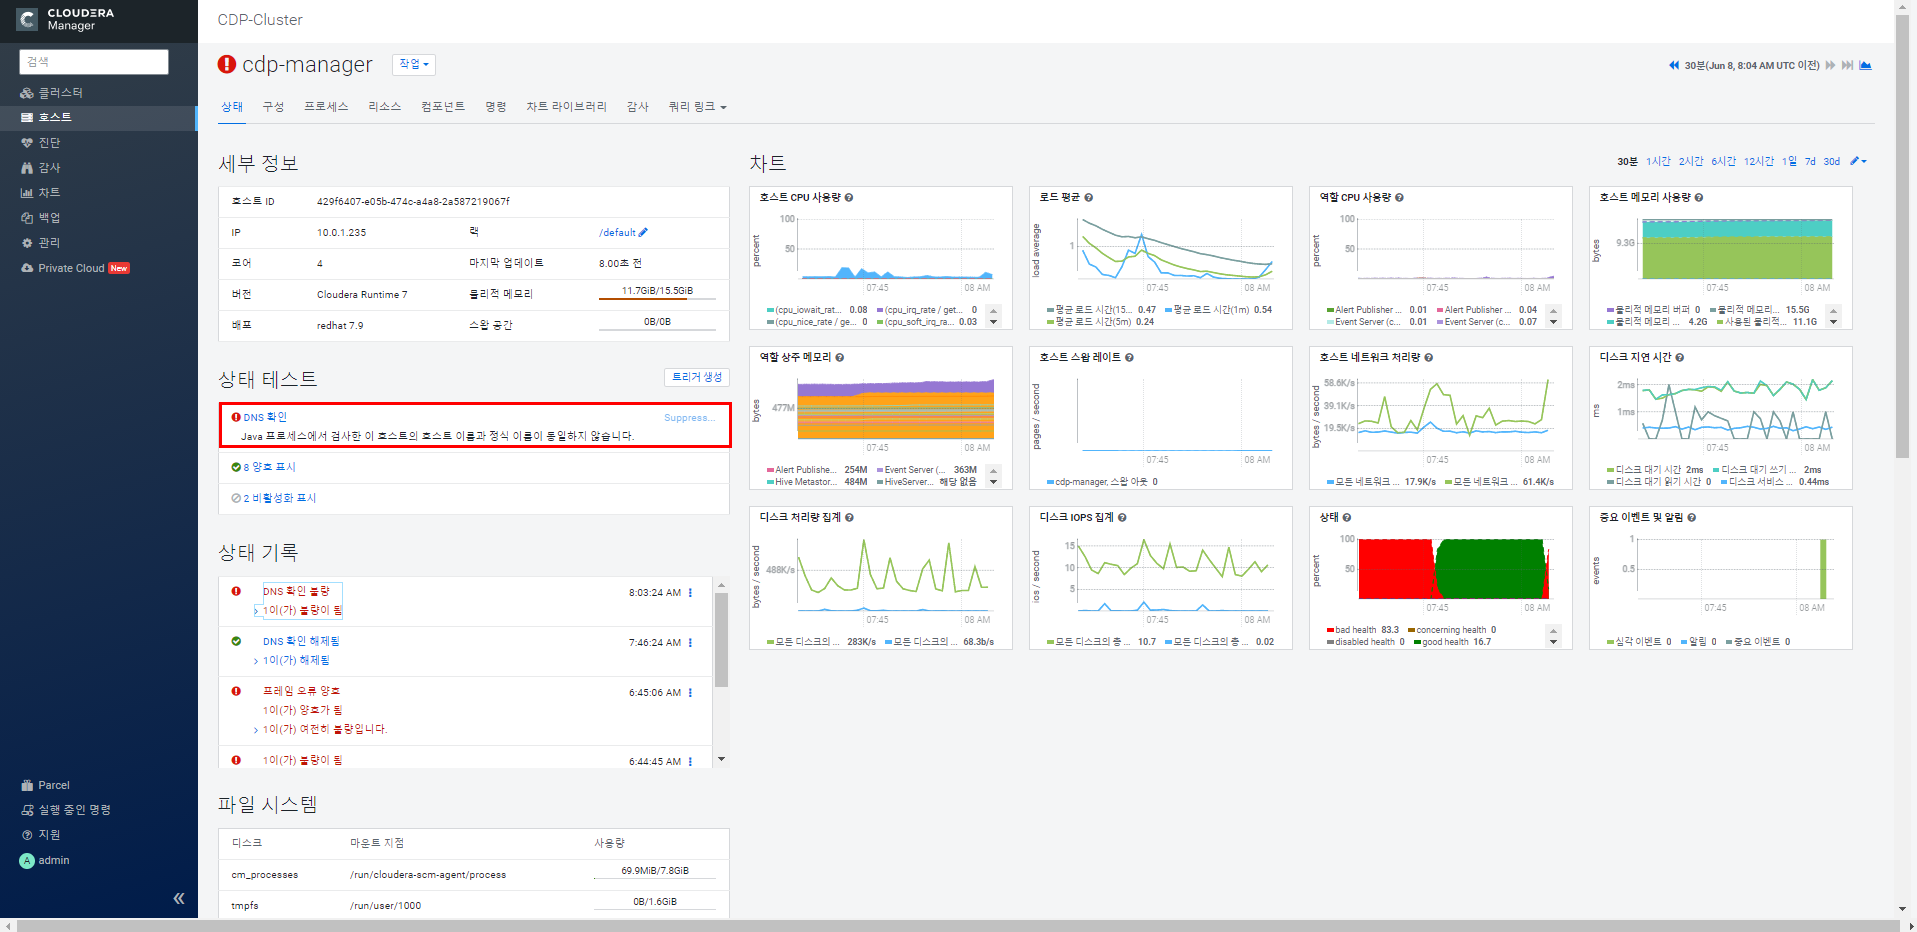 CLOUDERA
Manager
검색
클러스터
호스트
진단
감사
차트
백업
관리
Private Cloud New
Parcel
실행 중인 명령
지원
A admin
CDP-Cluster
cdp-manager 작업
30분(Jun 8, 8:04 AM UTC 이전)
상태 구성 프로세스 리소스 컴포넌트 명령 차트 라이브러리 감사 쿼리 링크
세부 정보
호스트 ID 429f6407-e05b-474c-a4a8-2a587219067f
IP 10.0.1.235 랙 /default
코어 4 마지막 업데이트 8.00초 전
버전 Cloudera Runtime 7 물리적 메모리 11.7GiB/15.5GiB
배포 redhat 7.9 스왑 공간 0B/0B
상태 테스트 트리거 생성
DNS 확인 Suppress...
Java 프로세스에서 검사한 이 호스트의 호스트 이름과 정식 이름이 동일하지 않습니다.
8 양호 표시
2 비활성화 표시
상태 기록
DNS 확인 불량 8:03:24 AM
1이(가) 불량이 됨
DNS 확인 해제됨 7:46:24 AM
1이(가) 해제됨
프레임 오류 양호 6:45:06 AM
1이(가) 양호가 됨
1이(가) 여전히 불량입니다.
1이(가) 불량이 됨 6:44:45 AM
파일 시스템
디스크 마운트 지점 사용량
cm_processes /run/cloudera-scm-agent/process 69.9MiB/7.8GiB
tmpfs /run/user/1000 0B/1.6GiB
차트
30분 1시간 2시간 6시간 12시간 1일 7d 30d
호스트 CPU 사용량
percent
100
50
07:45 08 AM
(cpu_iowait_rat... 0.08 (cpu_irq_rate / get... 0
(cpu_nice_rate / ge... 0 (cpu_soft_irq_ra... 0.03
로드 평균
load average
1
07:45 08 AM
평균 로드 시간(15... 0.47 평균 로드 시간(1m) 0.54
평균 로드 시간(5m) 0.24
역할 CPU 사용량
percent
100
50
07:45 08 AM
Alert Publisher ... 0.01 Alert Publisher ... 0.04
Event Server (c... 0.01 Event Server (c... 0.07
호스트 메모리 사용량
bytes
9.3G
07:45 08 AM
물리적 메모리 버퍼 0 물리적 메모리... 15.5G
물리적 메모리 ... 4.2G 사용된 물리적... 11.1G
역할 상주 메모리
bytes
477M
07:45 08 AM
Alert Publishe... 254M Event Server (... 363M
Hive Metastor... 484M HiveServer... 해당 없음
호스트 스왑 레이트
pages / second
07:45 08 AM
cdp-manager, 스왑 아웃 0
호스트 네트워크 처리량
bytes / second
58.6K/s
39.1K/s
19.5K/s
07:45 08 AM
모든 네트워크 ... 17.9K/s 모든 네트워크 ... 61.4K/s
디스크 지연 시간
ms
2ms
1ms
07:45 08 AM
디스크 대기 시간 2ms 디스크 대기 쓰기 ... 2ms
디스크 대기 읽기 시간 0 디스크 서비스 ... 0.44ms
디스크 처리량 집계
bytes / second
488K/s
07:45 08 AM
모든 디스크의 ... 283K/s 모든 디스크의 ... 68.3b/s
디스크 IOPS 집계
ios / second
15
10
5
07:45 08 AM
모든 디스크의 총 ... 10.7 모든 디스크의 총 ... 0.02
상태
percent
100
50
07:45 08 AM
bad health 83.3 concerning health 0
disabled health 0 good health 16.7
중요 이벤트 및 알림
events
1
0.5
07:45 08 AM
심각 이벤트 0 알림 0 중요 이벤트 0